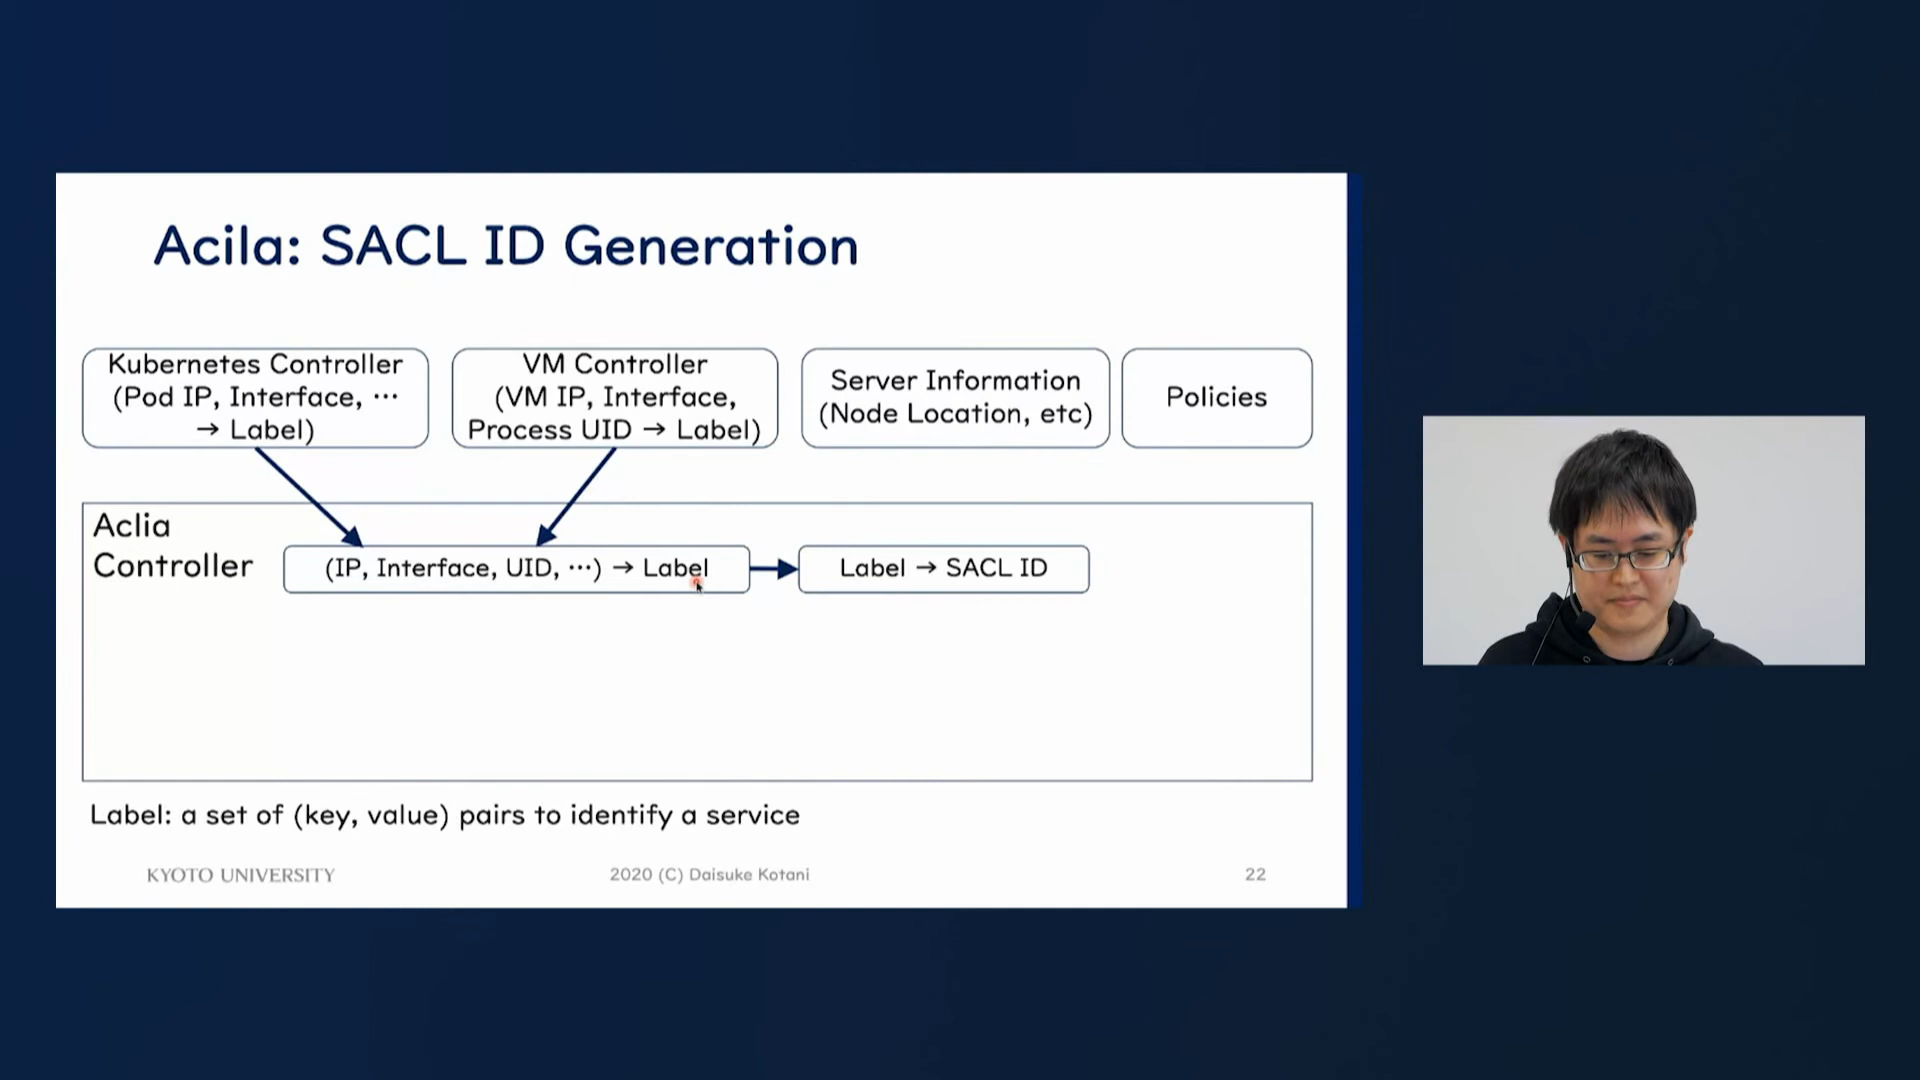 Acila: SACL ID Generation
Kubernetes Controller
(Pod IP, Interface, ⋯
→ Label)
VM Controller
(VM IP, Interface,
Process UID → Label)
Server Information
(Node Location, etc)
Policies
Aclia
Controller
(IP, Interface, UID, ⋯) → Label
Label → SACL ID
Label: a set of (key, value) pairs to identify a service
KYOTO UNIVERSITY
2020 (C) Daisuke Kotani
22